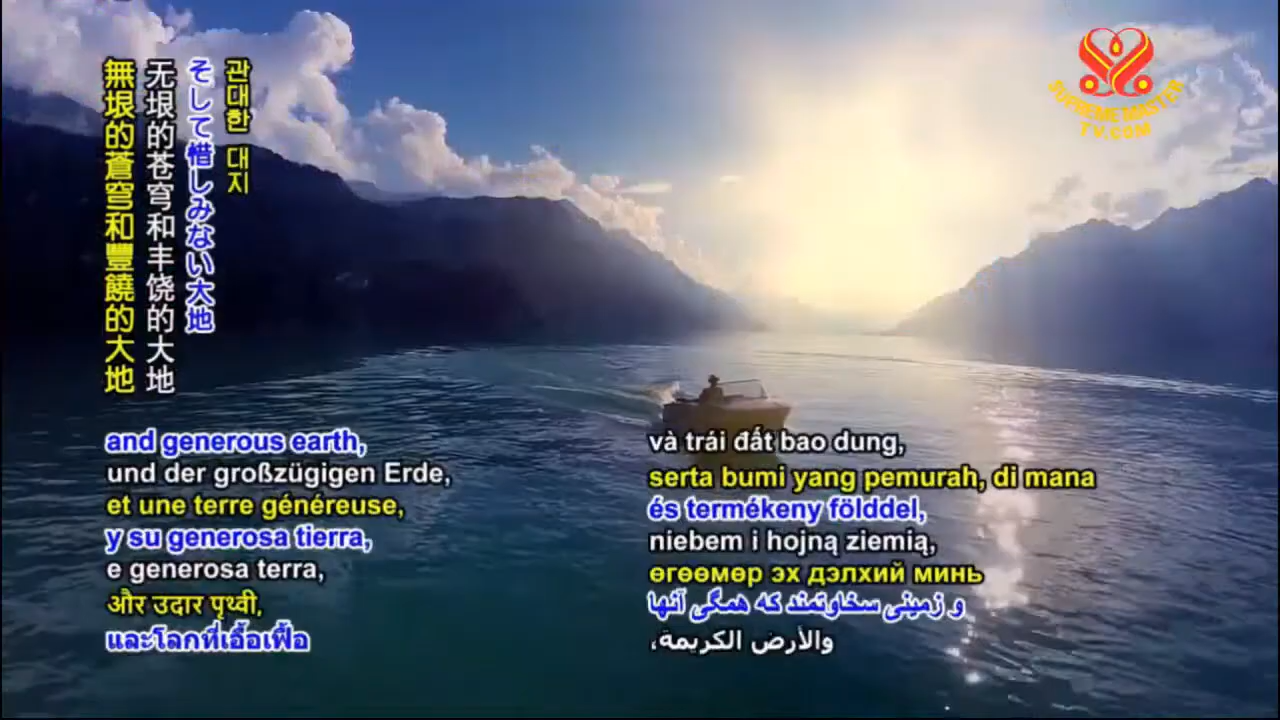 無垠的蒼穹和豐饒的大地
无垠的苍穹和丰饶的大地
そして惜しみない大地
관대한 대지
SUPREME MASTER
TV.COM
and generous earth,
und der großzügigen Erde,
et une terre généreuse,
y su generosa tierra,
e generosa terra,
और उदार पृथ्वी,
และโลกที่เอื้อเฟื้อ
và trái đất bao dung,
serta bumi yang pemurah, di mana
és termékeny földdel,
niebem i hojną ziemią,
өгөөмөр эх дэлхий минь
و زمینی سخاوتمند که همگی آنها
والأرض الكريمة،